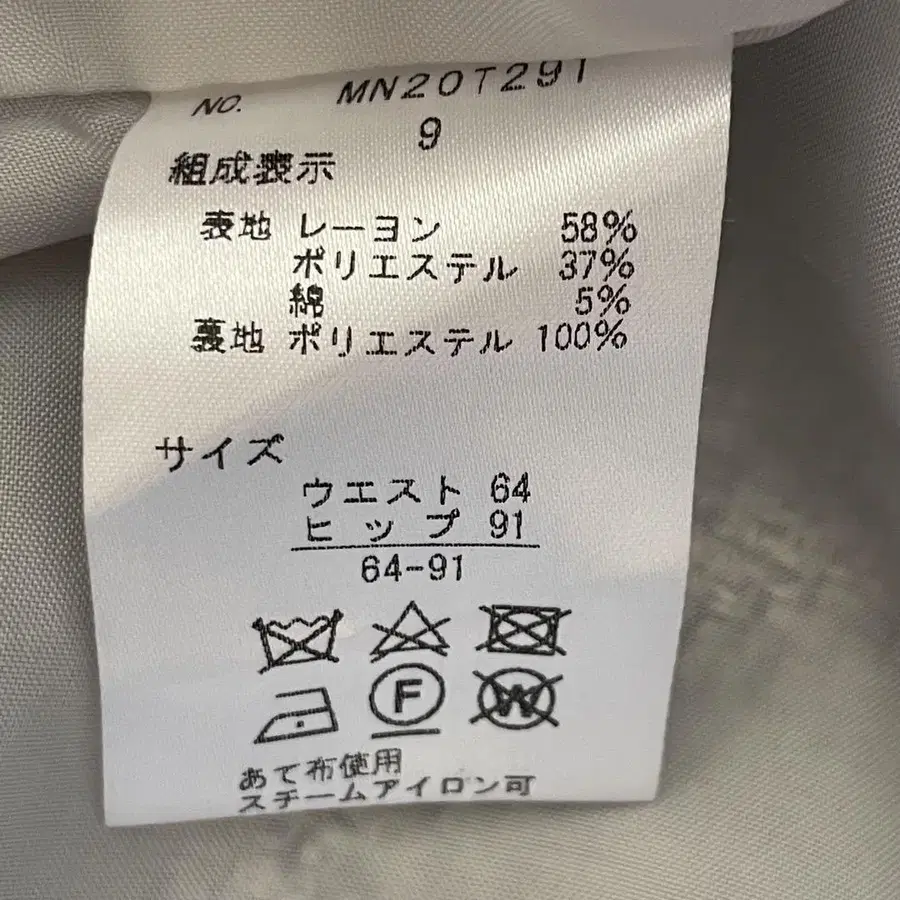 NO. MN20T291
9
組成表示
表地 レーヨン 58%
ポリエステル 37%
綿 5%
裏地 ポリエステル 100%
サイズ
ウエスト 64
ヒップ 91
64-91
F W
あて布使用
スチームアイロン可